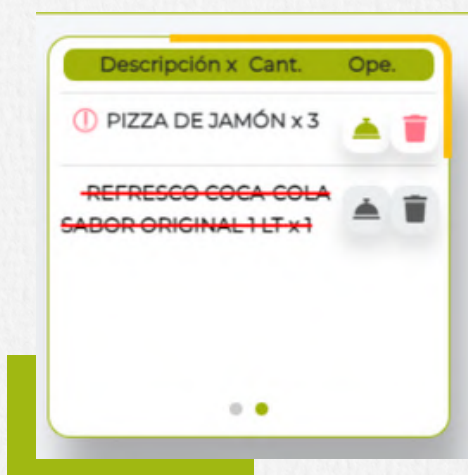 Descripción x Cant. Ope.
PIZZA DE JAMÓN x 3
REFRESCO COCA COLA
SABOR ORIGINAL 1 LT x 1